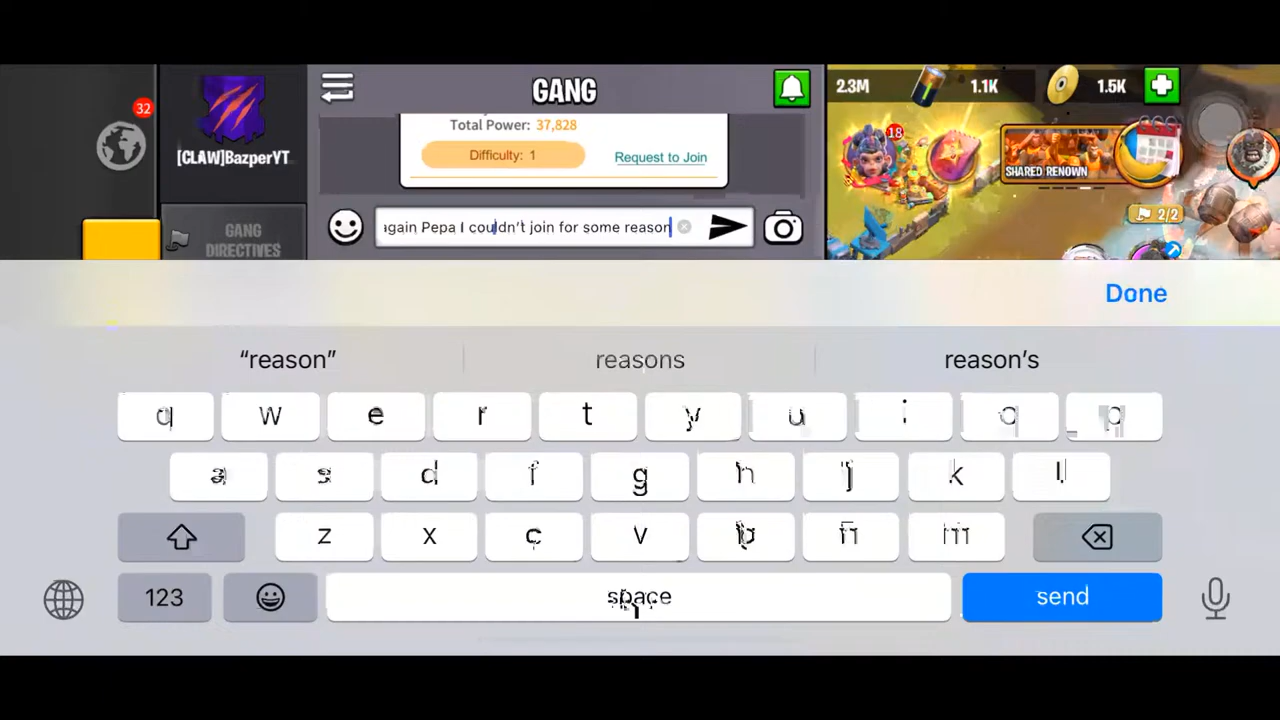 32
[CLAW]BazperYT
GANG
DIRECTIVES
GANG
Total Power: 37,828
Difficulty: 1
Request to Join
again Pepa I couldn't join for some reason
2.3M
1.1K
1.5K
18
SHARED RENOWN
2/2
Done
“reason”
reasons
reason's
q w e r t y u i o p
a s d f g h j k l
z x c v b n m
123
space
send